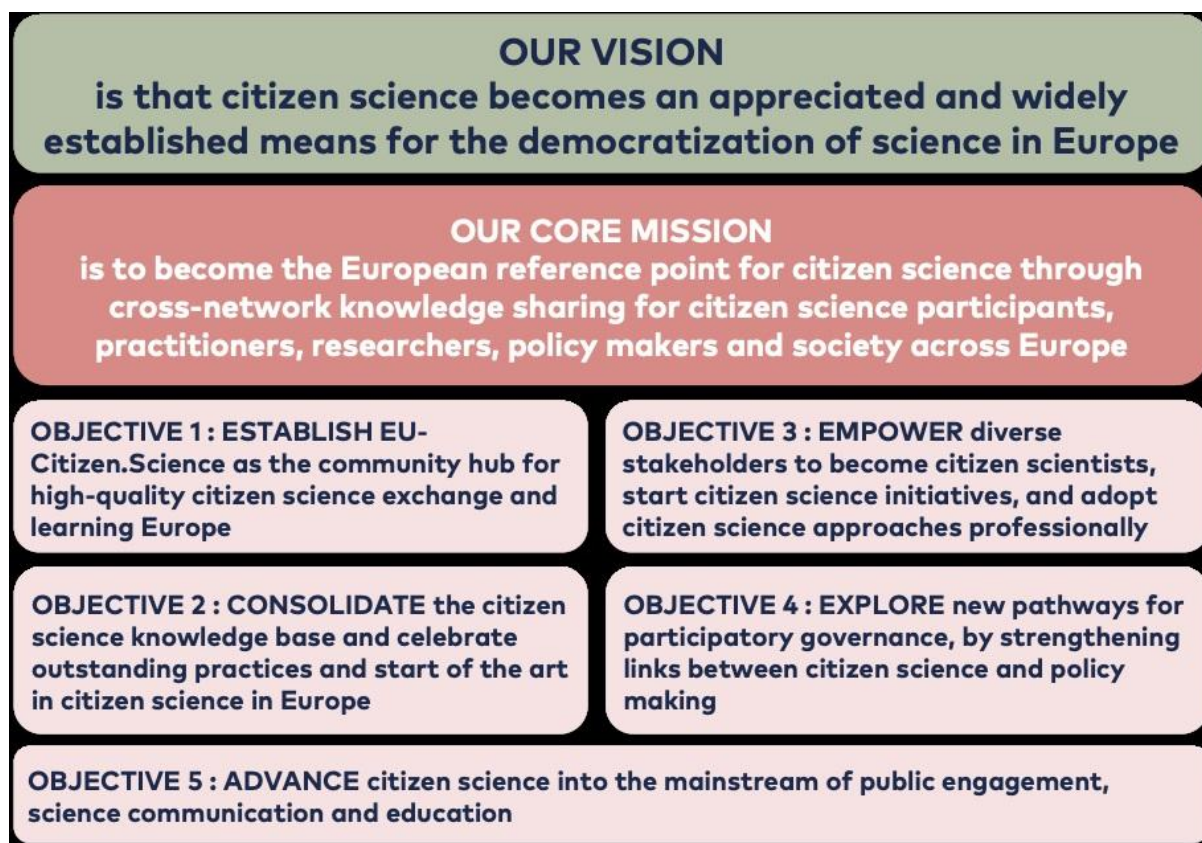 OUR VISION
is that citizen science becomes an appreciated and widely
established means for the democratization of science in Europe
OUR CORE MISSION
is to become the European reference point for citizen science through
cross-network knowledge sharing for citizen science participants,
practitioners, researchers, policy makers and society across Europe
OBJECTIVE 1 : ESTABLISH EU-
Citizen.Science as the community hub for
high-quality citizen science exchange and
learning Europe
OBJECTIVE 2 : CONSOLIDATE the citizen
science knowledge base and celebrate
outstanding practices and start of the art
in citizen science in Europe
OBJECTIVE 3 : EMPOWER diverse
stakeholders to become citizen scientists,
start citizen science initiatives, and adopt
citizen science approaches professionally
OBJECTIVE 4 : EXPLORE new pathways for
participatory governance, by strengthening
links between citizen science and policy
making
OBJECTIVE 5 : ADVANCE citizen science into the mainstream of public engagement,
science communication and education